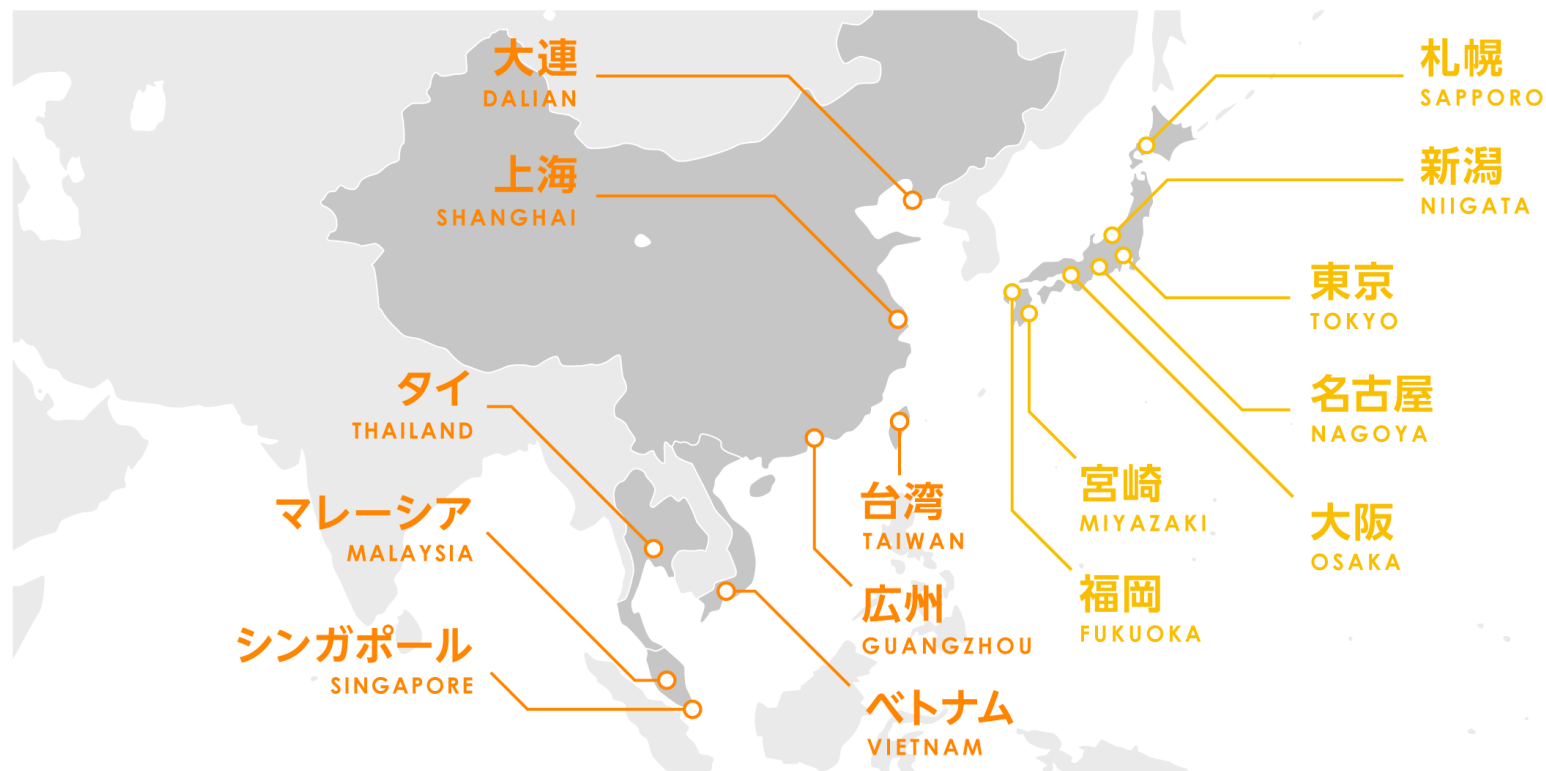 大連
DALIAN
上海
SHANGHAI
タイ
THAILAND
マレーシア
MALAYSIA
シンガポール
SINGAPORE
台湾
TAIWAN
広州
GUANGZHOU
ベトナム
VIETNAM
札幌
SAPPORO
新潟
NIIGATA
東京
TOKYO
名古屋
NAGOYA
大阪
OSAKA
宮崎
MIYAZAKI
福岡
FUKUOKA